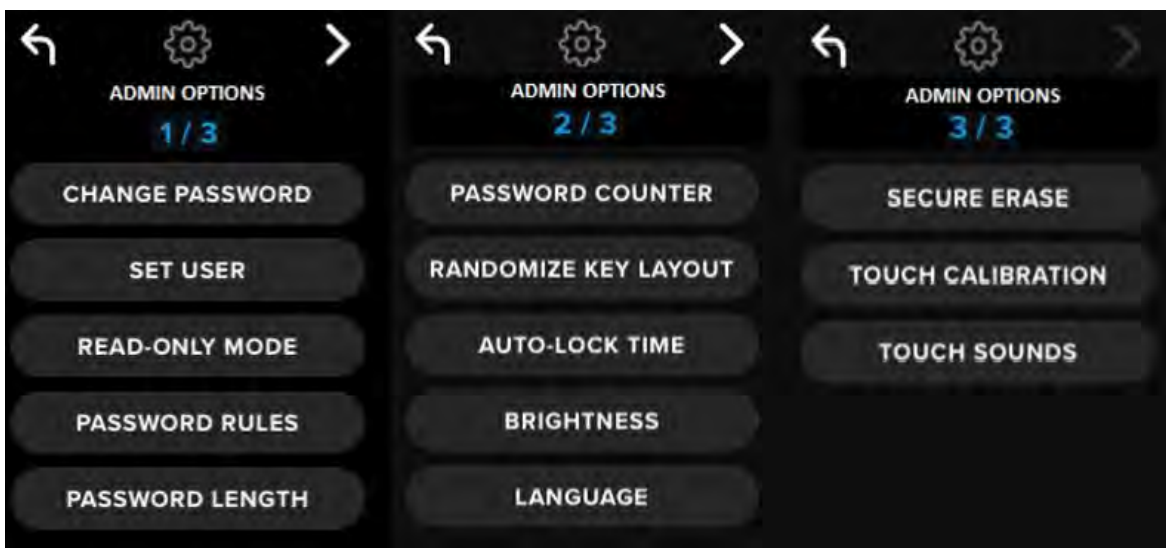 ADMIN OPTIONS
1 / 3
CHANGE PASSWORD
SET USER
READ-ONLY MODE
PASSWORD RULES
PASSWORD LENGTH
ADMIN OPTIONS
2 / 3
PASSWORD COUNTER
RANDOMIZE KEY LAYOUT
AUTO-LOCK TIME
BRIGHTNESS
LANGUAGE
ADMIN OPTIONS
3 / 3
SECURE ERASE
TOUCH CALIBRATION
TOUCH SOUNDS